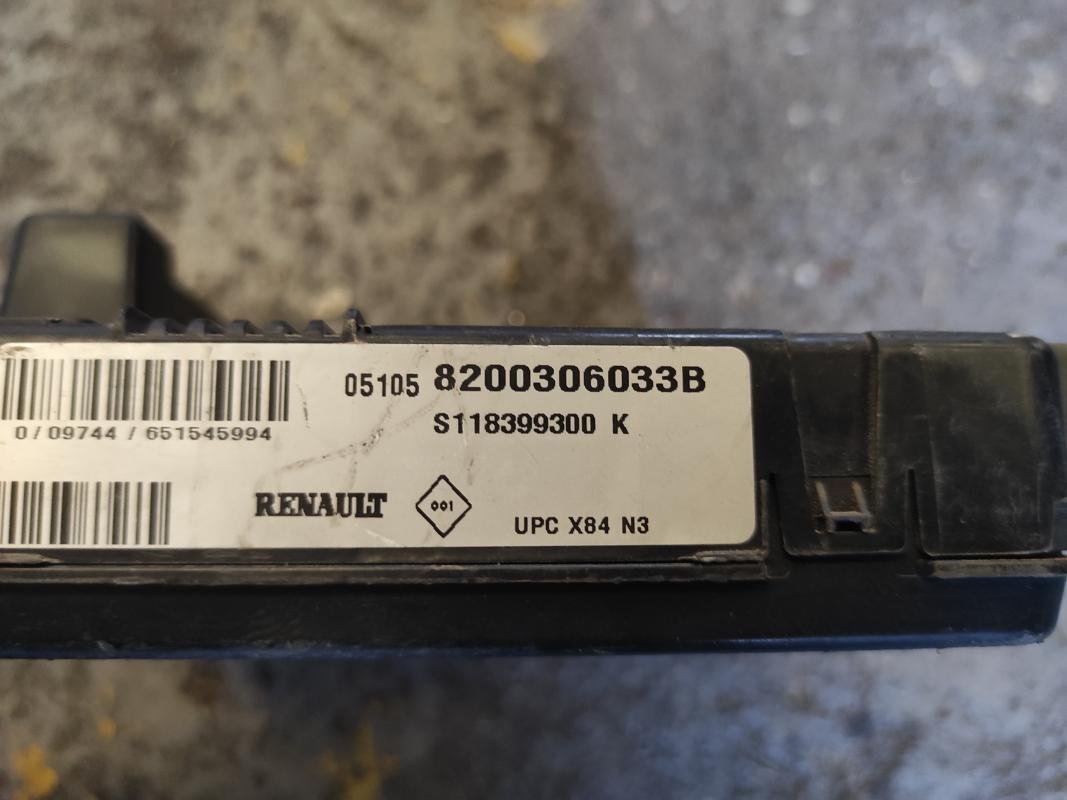 05105 8200306033B
S118399300 K
0/09744/651545994
RENAULT
001
UPC X84 N3